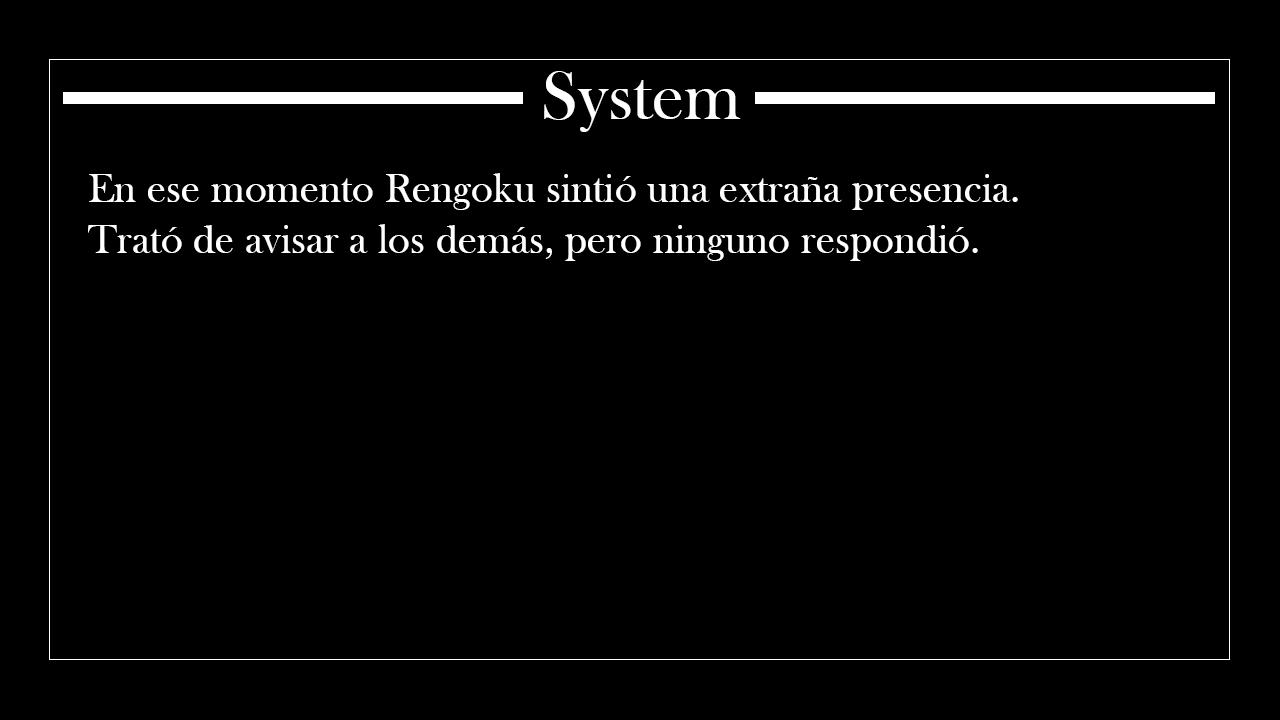 System
En ese momento Rengoku sintió una extraña presencia.
Trató de avisar a los demás, pero ninguno respondió.